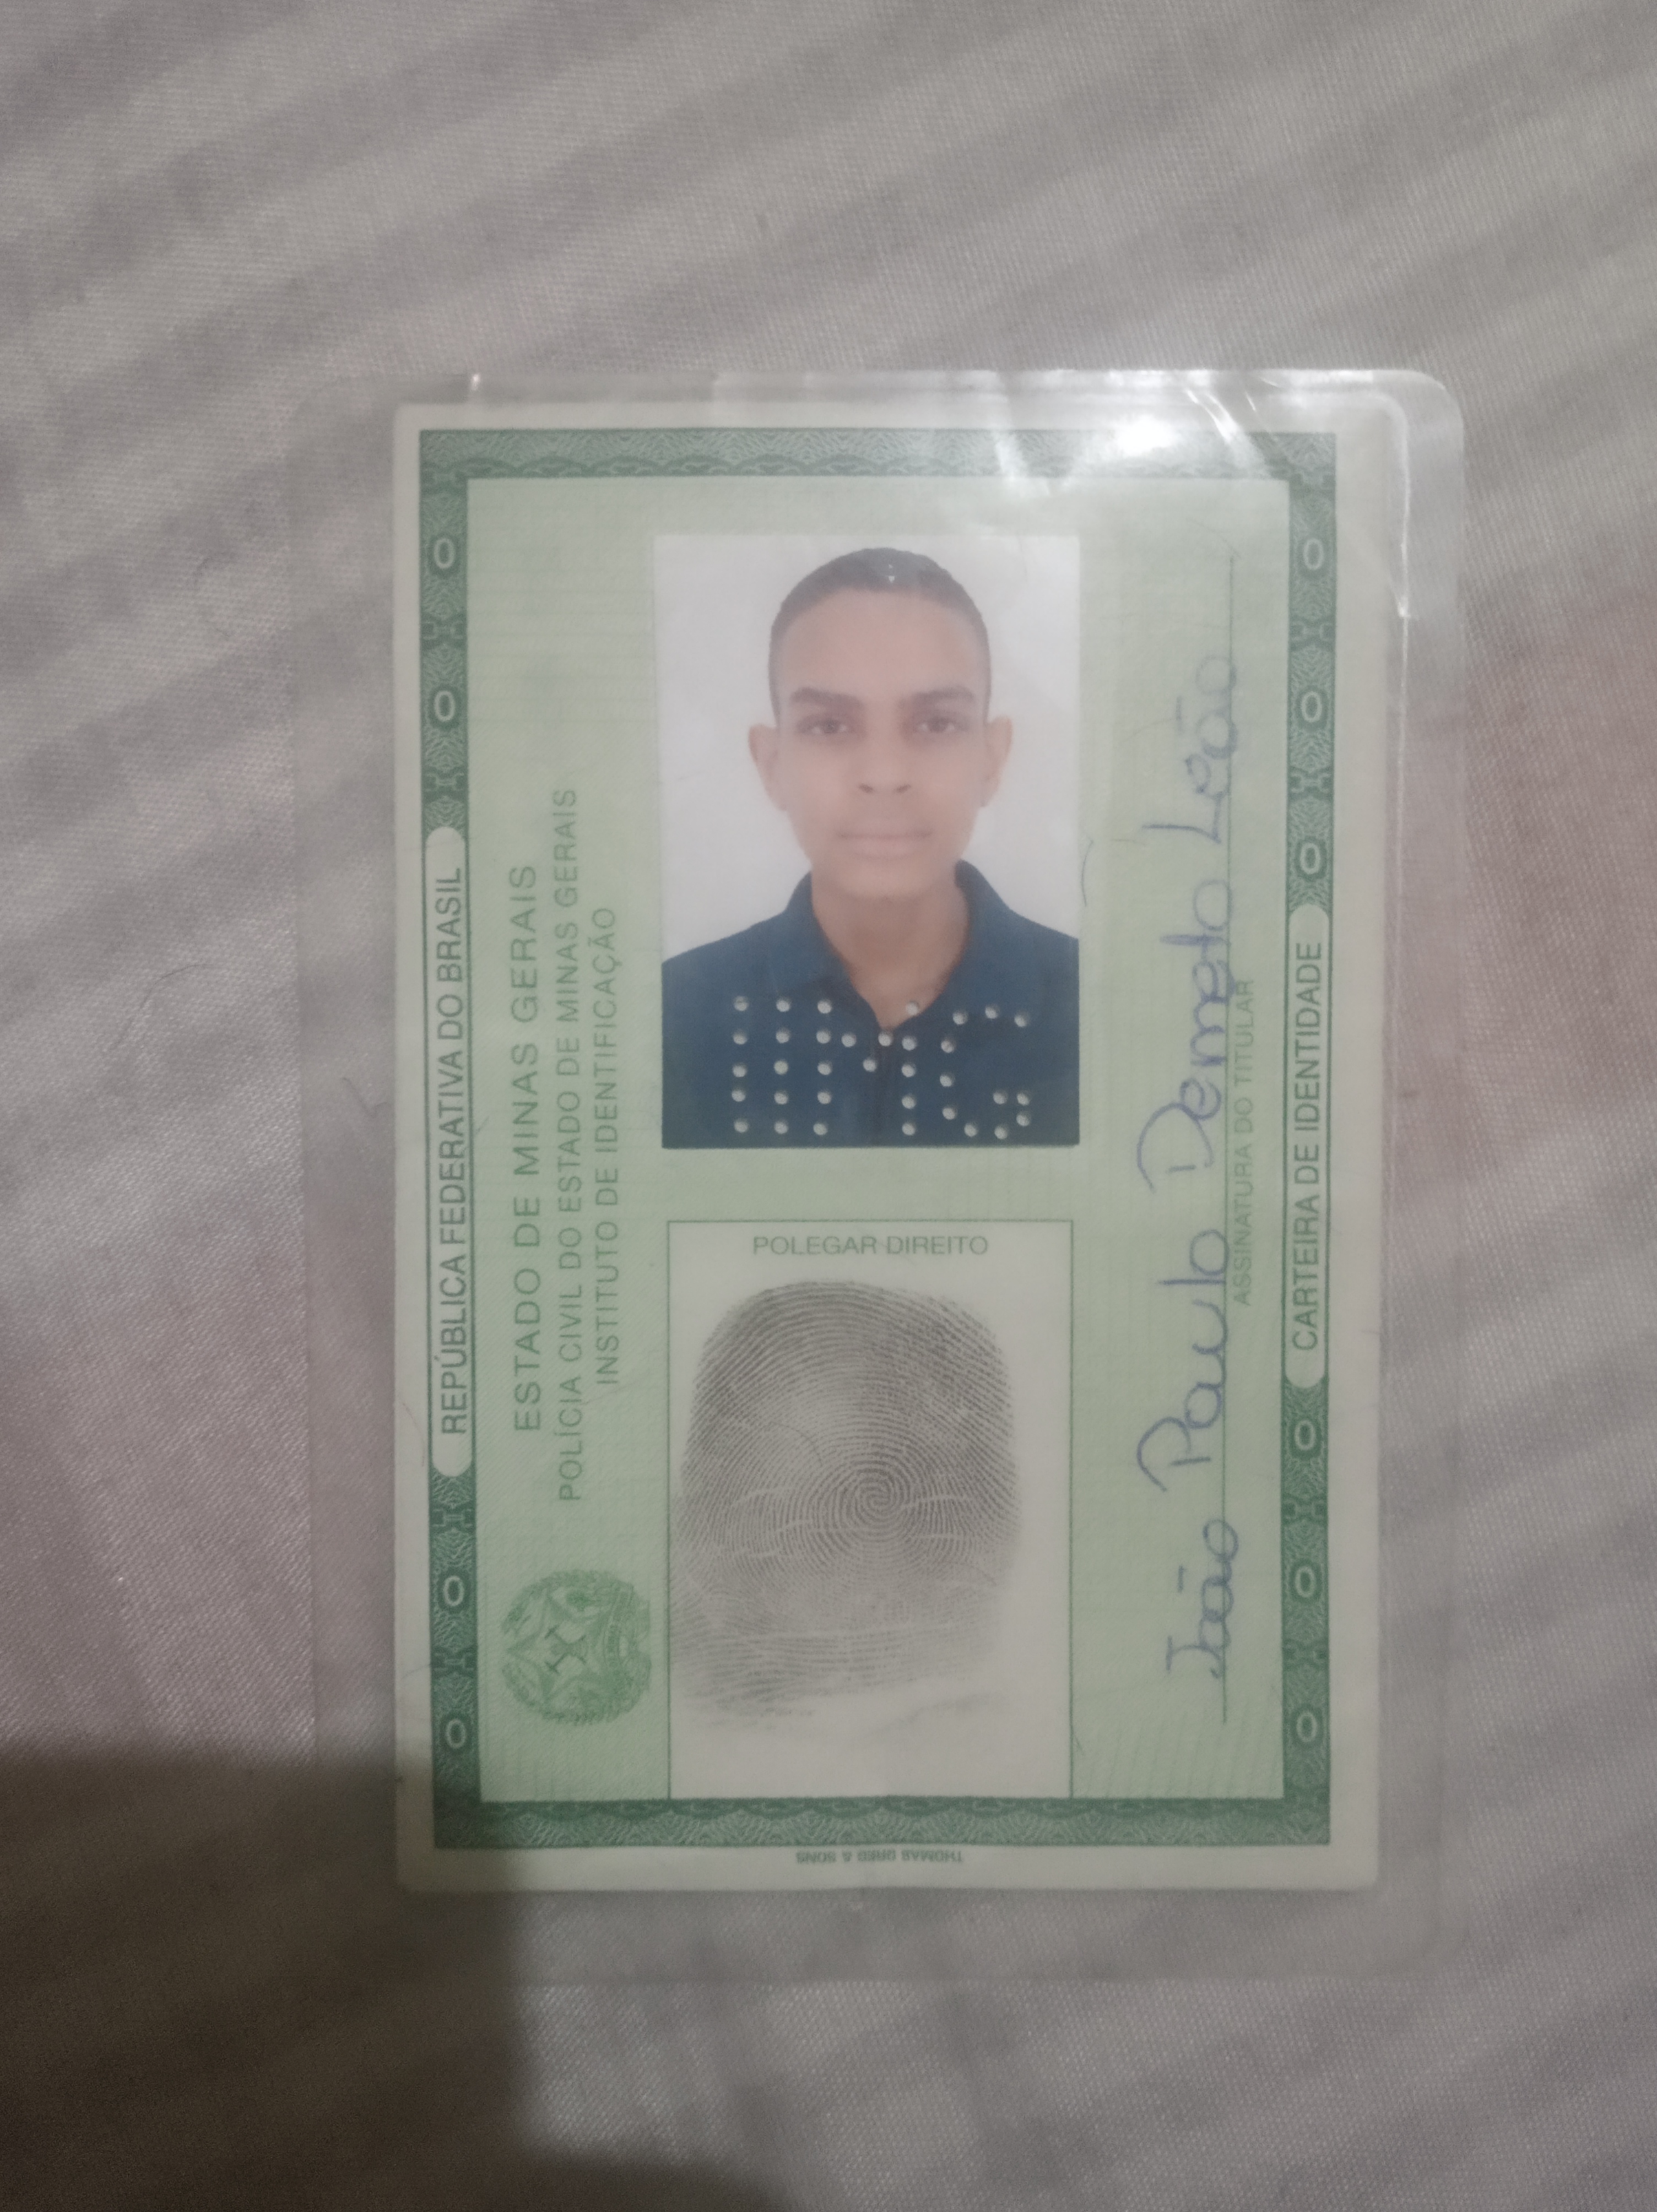 REPÚBLICA FEDERATIVA DO BRASIL
ESTADO DE MINAS GERAIS
POLÍCIA CIVIL DO ESTADO DE MINAS GERAIS
INSTITUTO DE IDENTIFICAÇÃO
POLEGAR DIREITO
João Paulo Demeto Leão
ASSINATURA DO TITULAR
CARTEIRA DE IDENTIDADE
THOMAS GREG & SONS